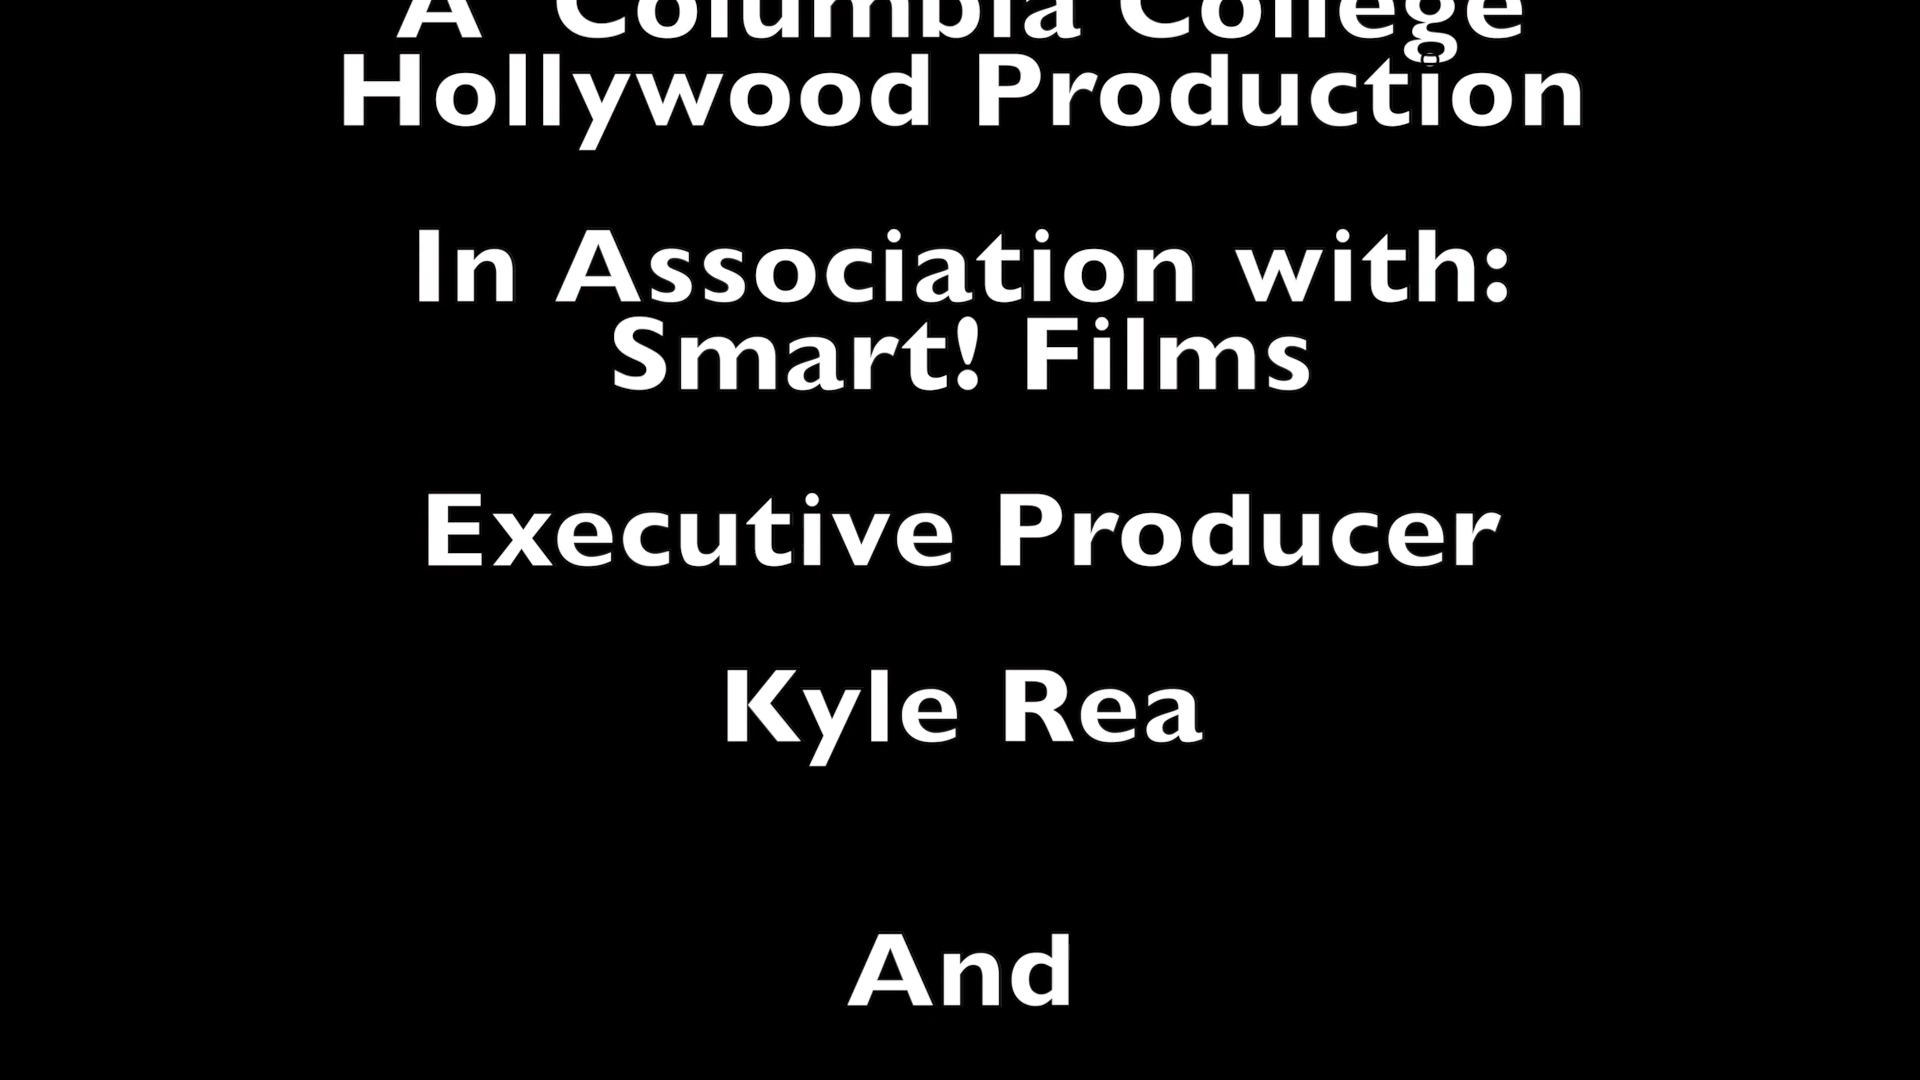 A Columbia College
Hollywood Production
In Association with:
Smart! Films
Executive Producer
Kyle Rea
And